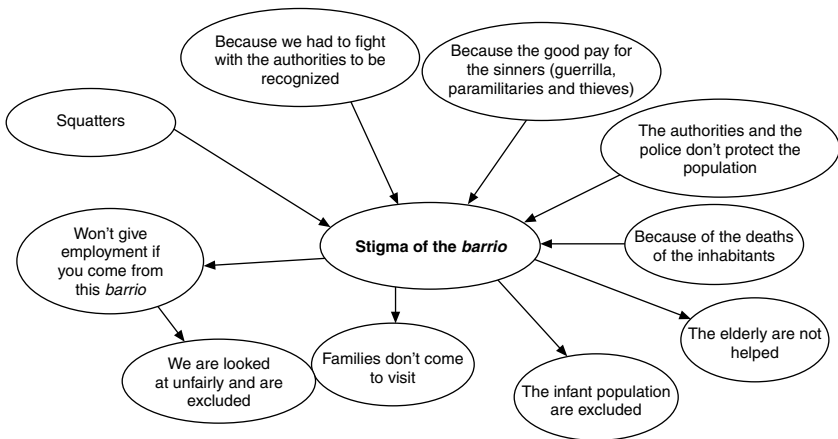 Because we had to fight
with the authorities to be
recognized
Because the good pay for
the sinners (guerrilla,
paramilitaries and thieves)
Squatters
The authorities and the
police don’t protect the
population
Won’t give
employment if
you come from
this barrio
Stigma of the barrio
Because of the deaths
of the inhabitants
We are looked
at unfairly and are
excluded
Families don’t come
to visit
The infant population
are excluded
The elderly are not
helped